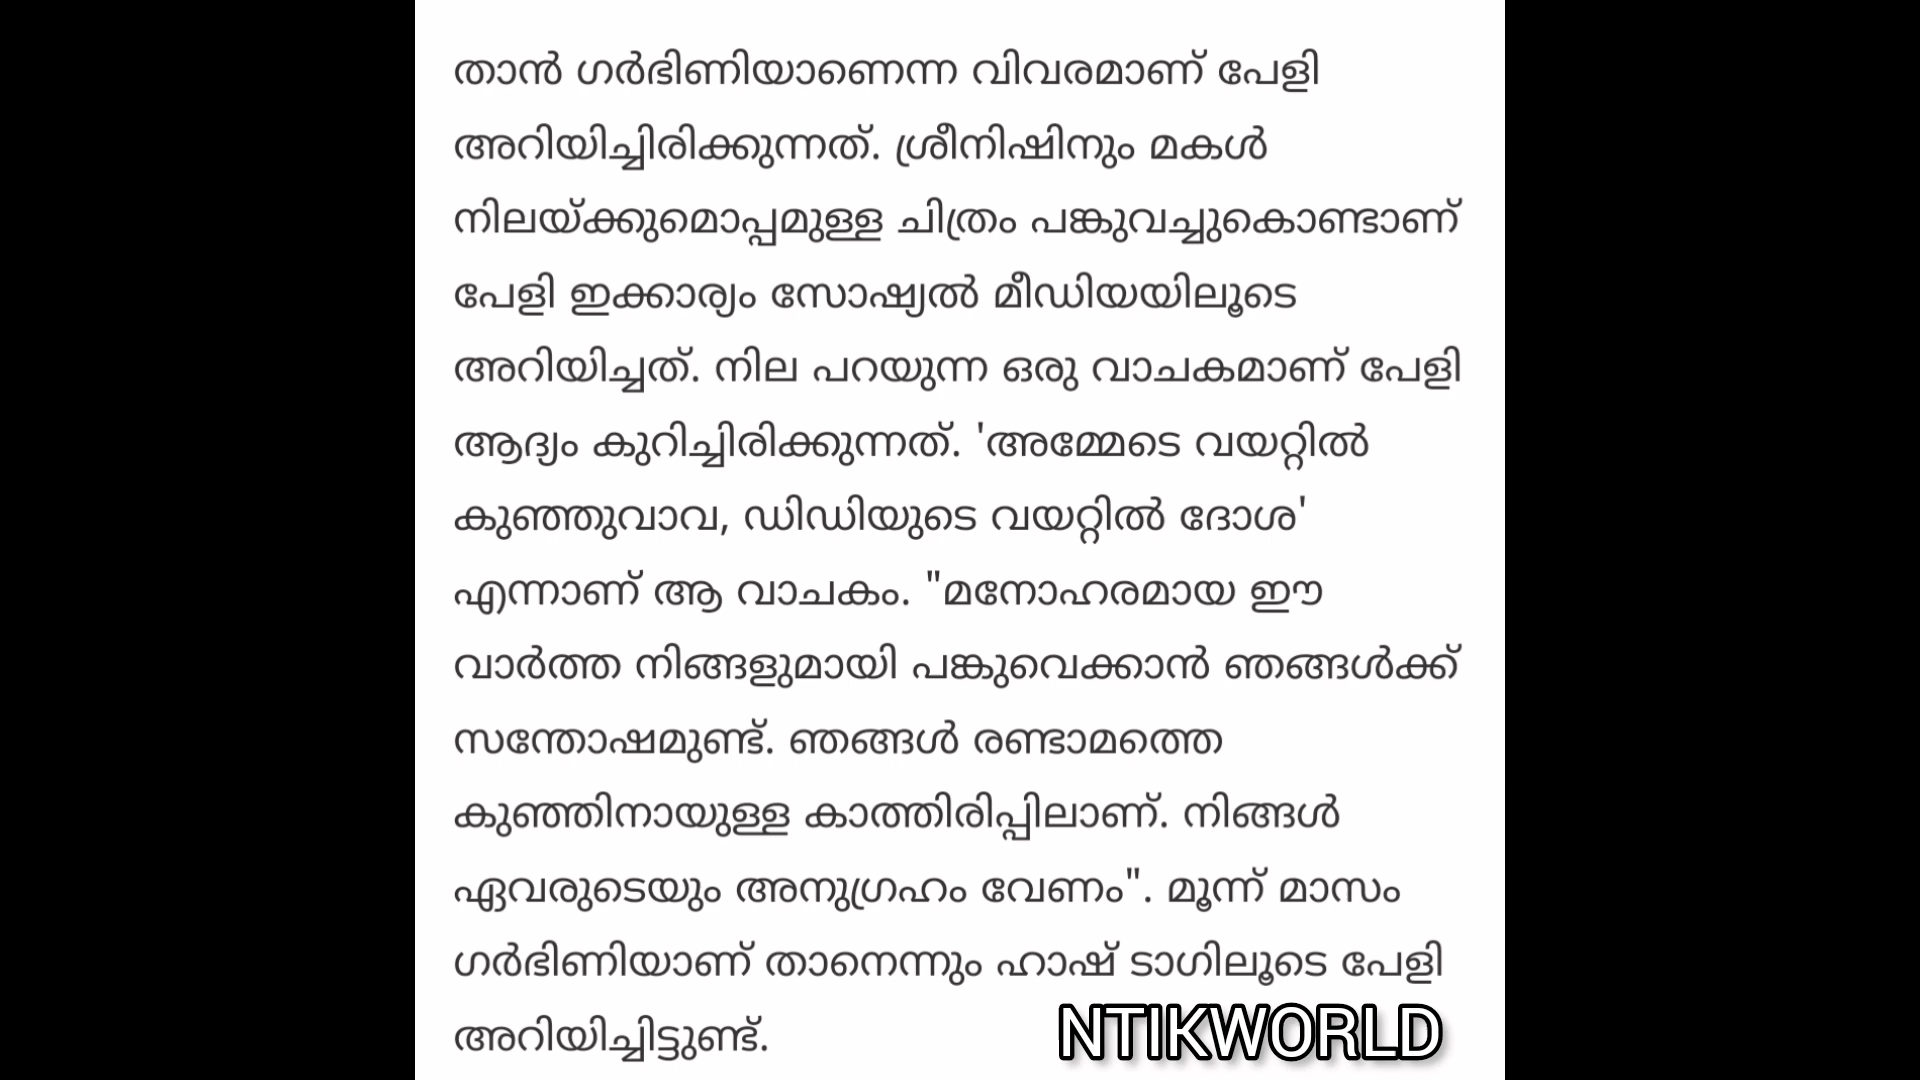 താൻ ഗർഭിണിയാണെന്ന വിവരമാണ് പേളി
അറിയിച്ചിരിക്കുന്നത്. ശ്രീനിഷിനും മകൾ
നിലയ്ക്കുമൊപ്പമുള്ള ചിത്രം പങ്കുവച്ചുകൊണ്ടാണ്
പേളി ഇക്കാര്യം സോഷ്യൽ മീഡിയയിലൂടെ
അറിയിച്ചത്. നില പറയുന്ന ഒരു വാചകമാണ് പേളി
ആദ്യം കുറിച്ചിരിക്കുന്നത്. 'അമ്മേടെ വയറ്റിൽ
കുഞ്ഞുവാവ, ഡിഡിയുടെ വയറ്റിൽ ദോശ'
എന്നാണ് ആ വാചകം. "മനോഹരമായ ഈ
വാർത്ത നിങ്ങളുമായി പങ്കുവെക്കാൻ ഞങ്ങൾക്ക്
സന്തോഷമുണ്ട്. ഞങ്ങൾ രണ്ടാമത്തെ
കുഞ്ഞിനായുള്ള കാത്തിരിപ്പിലാണ്. നിങ്ങൾ
ഏവരുടെയും അനുഗ്രഹം വേണം". മൂന്ന് മാസം
ഗർഭിണിയാണ് താനെന്നും ഹാഷ് ടാഗിലൂടെ പേളി
അറിയിച്ചിട്ടുണ്ട്.
NTIKWORLD